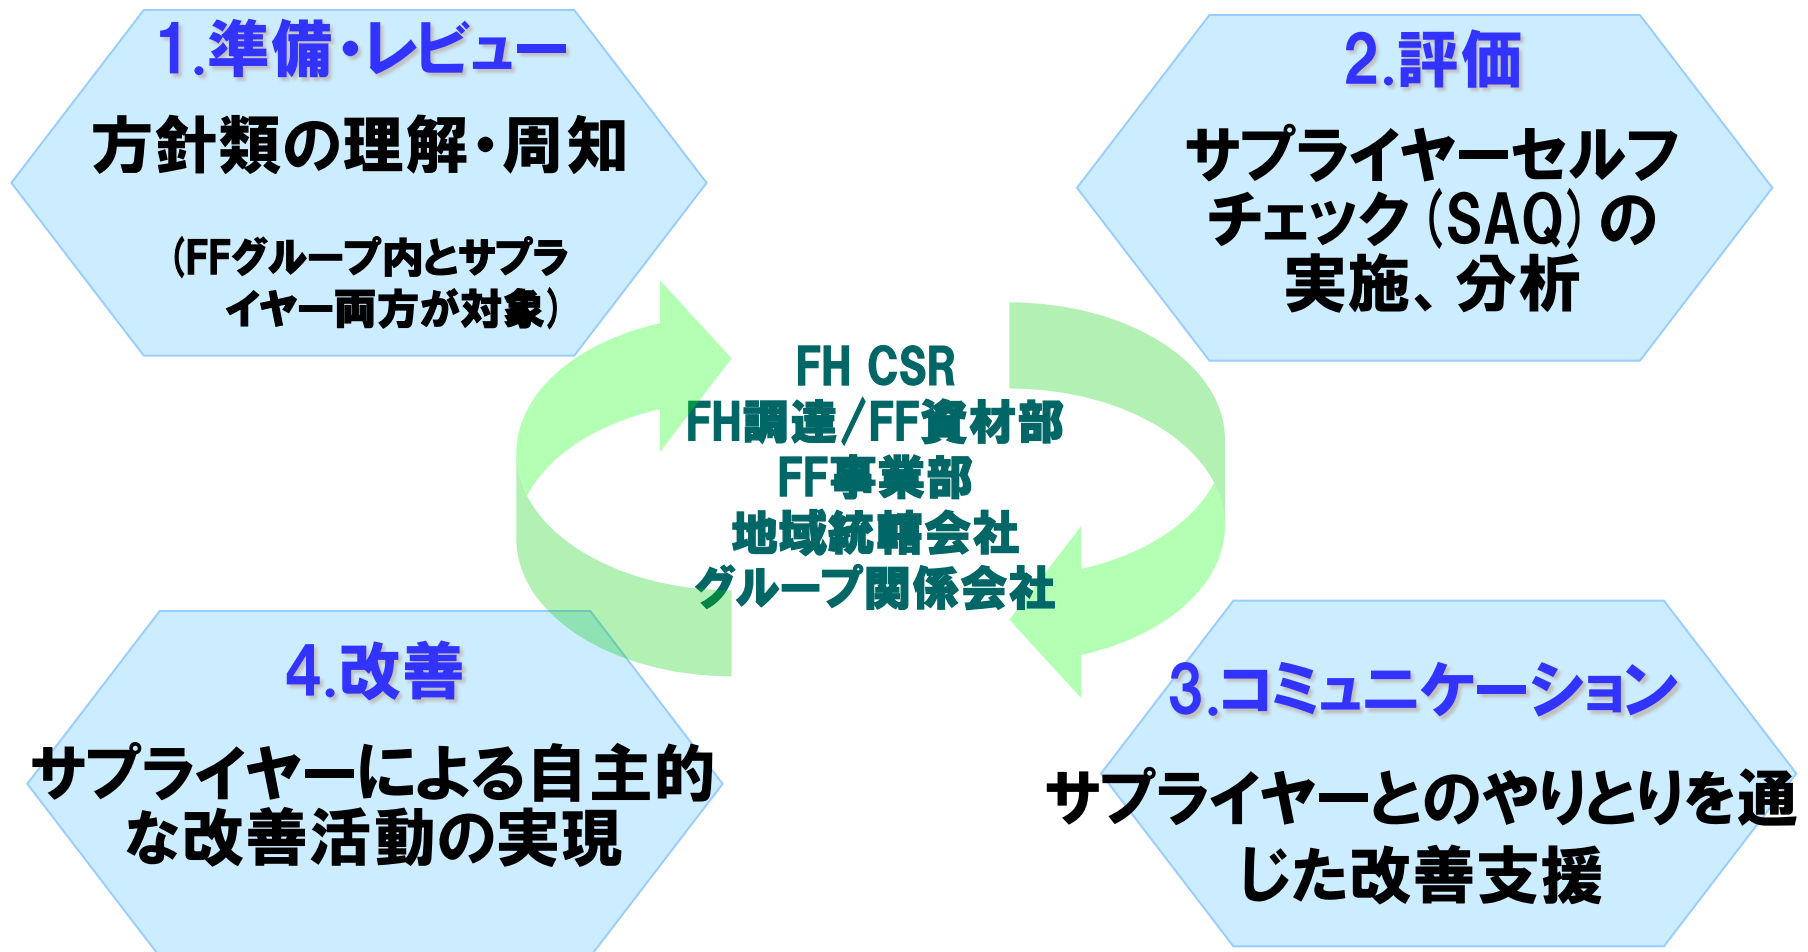 1.準備・レビュー
方針類の理解・周知
(FFグループ内とサプラ
イヤー両方が対象)
2.評価
サプライヤーセルフ
チェック(SAQ)の
実施、分析
FH CSR
FH調達/FF資材部
FF事業部
地域統轄会社
グループ関係会社
3.コミュニケーション
サプライヤーとのやりとりを通
じた改善支援
4.改善
サプライヤーによる自主的
な改善活動の実現